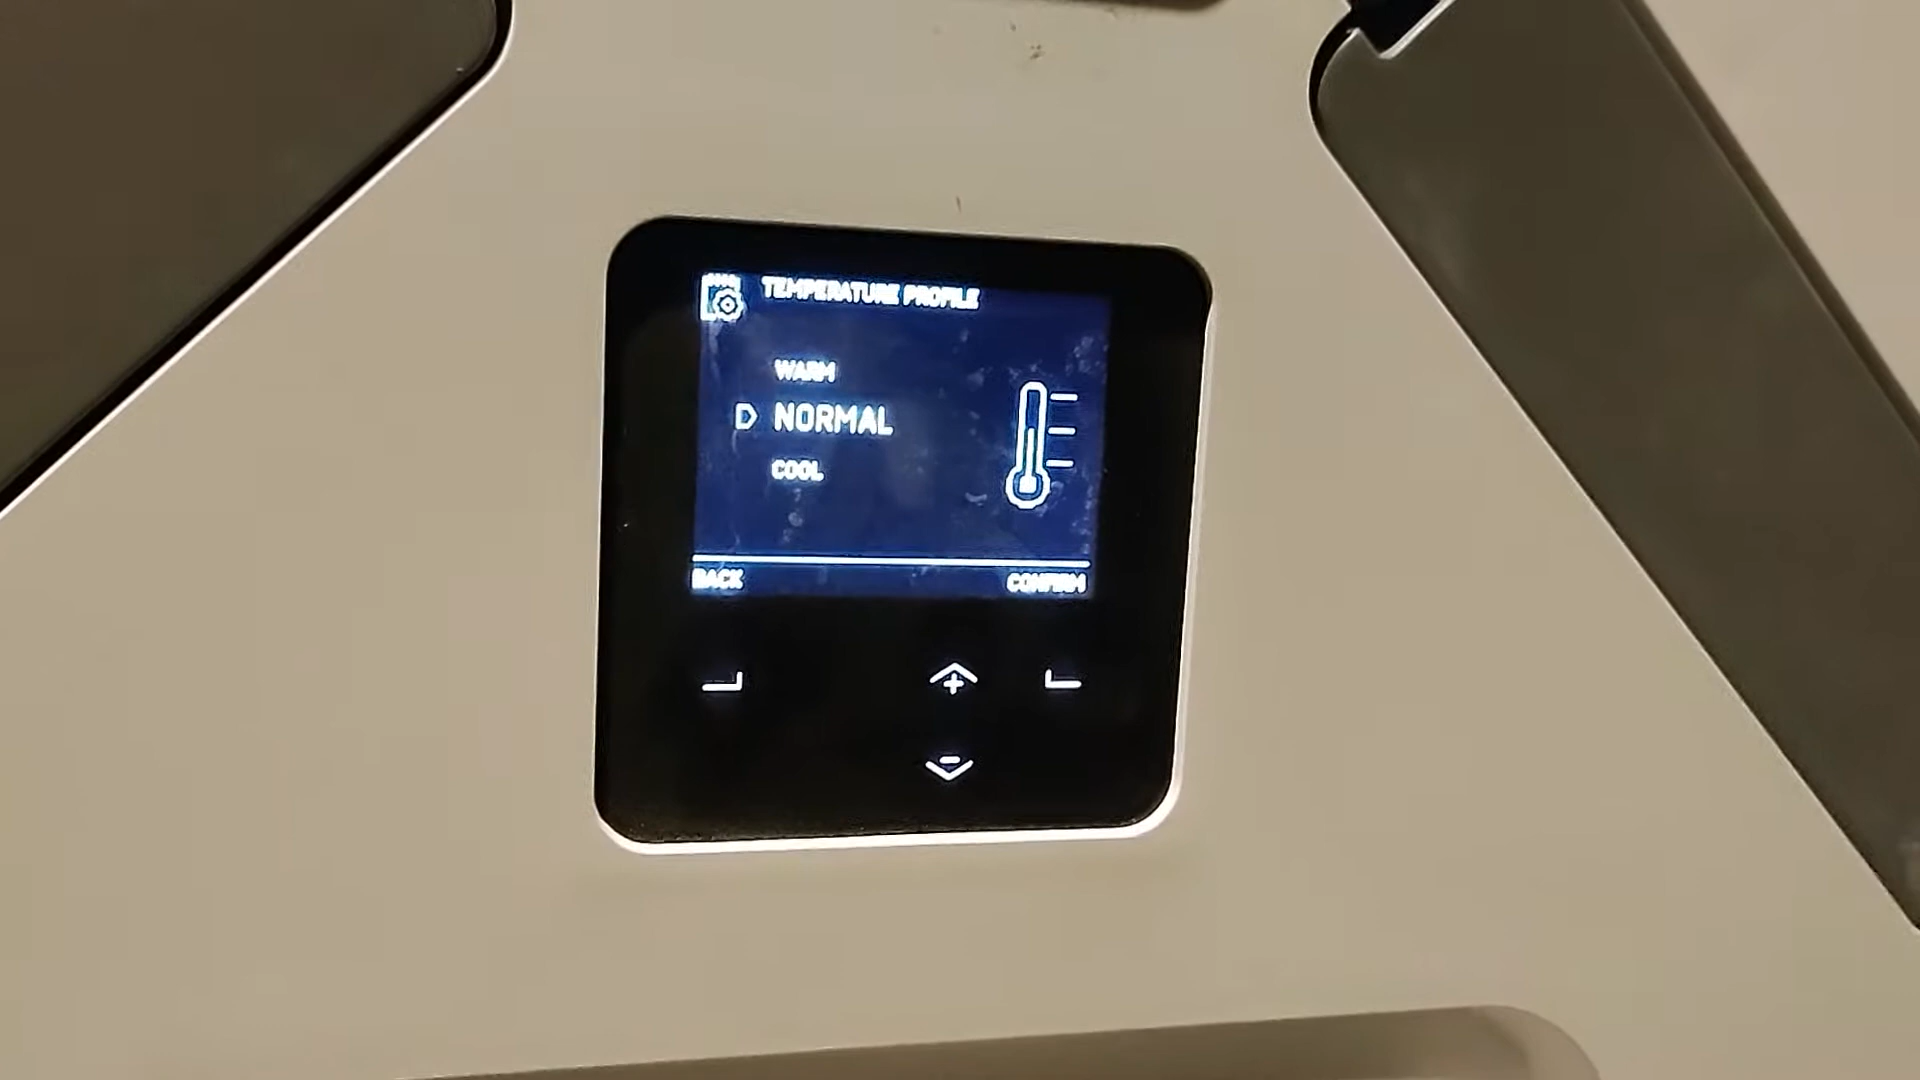 TEMPERATURE PROFILE
WARM
NORMAL
COOL
BACK CONFIRM